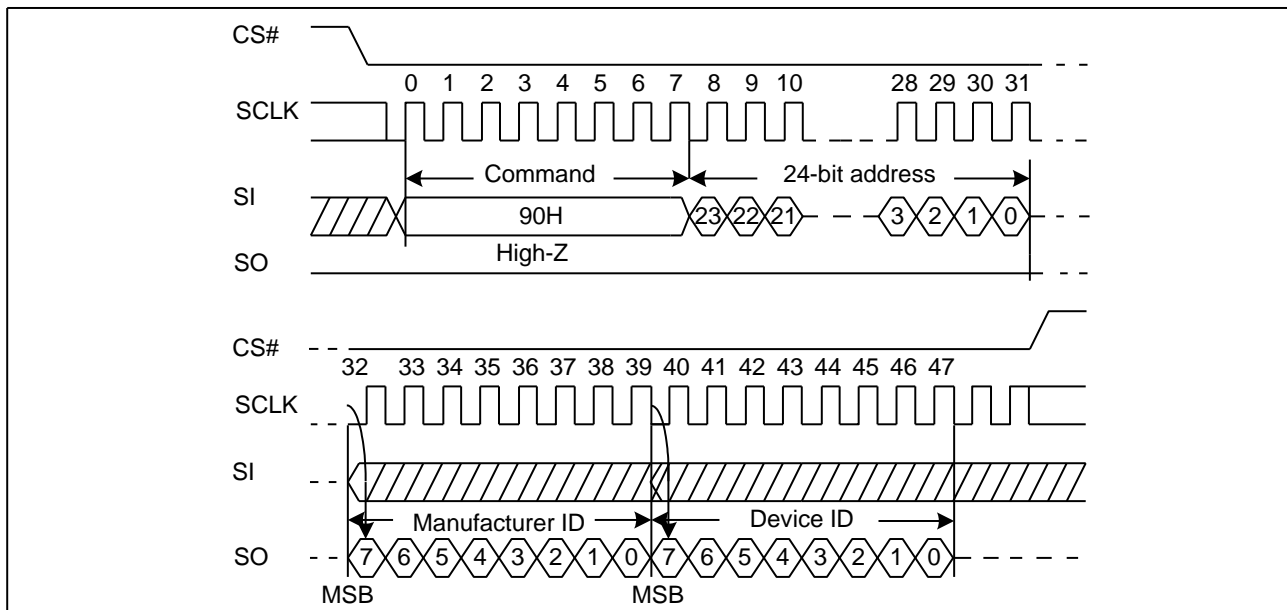 CS#
0 1 2 3 4 5 6 7 8 9 10 28 29 30 31
SCLK
Command 24-bit address
SI
90H 23 22 21 3 2 1 0
High-Z
SO
CS#
32 33 34 35 36 37 38 39 40 41 42 43 44 45 46 47
SCLK
SI
Manufacturer ID Device ID
SO 7 6 5 4 3 2 1 0 7 6 5 4 3 2 1 0
MSB MSB